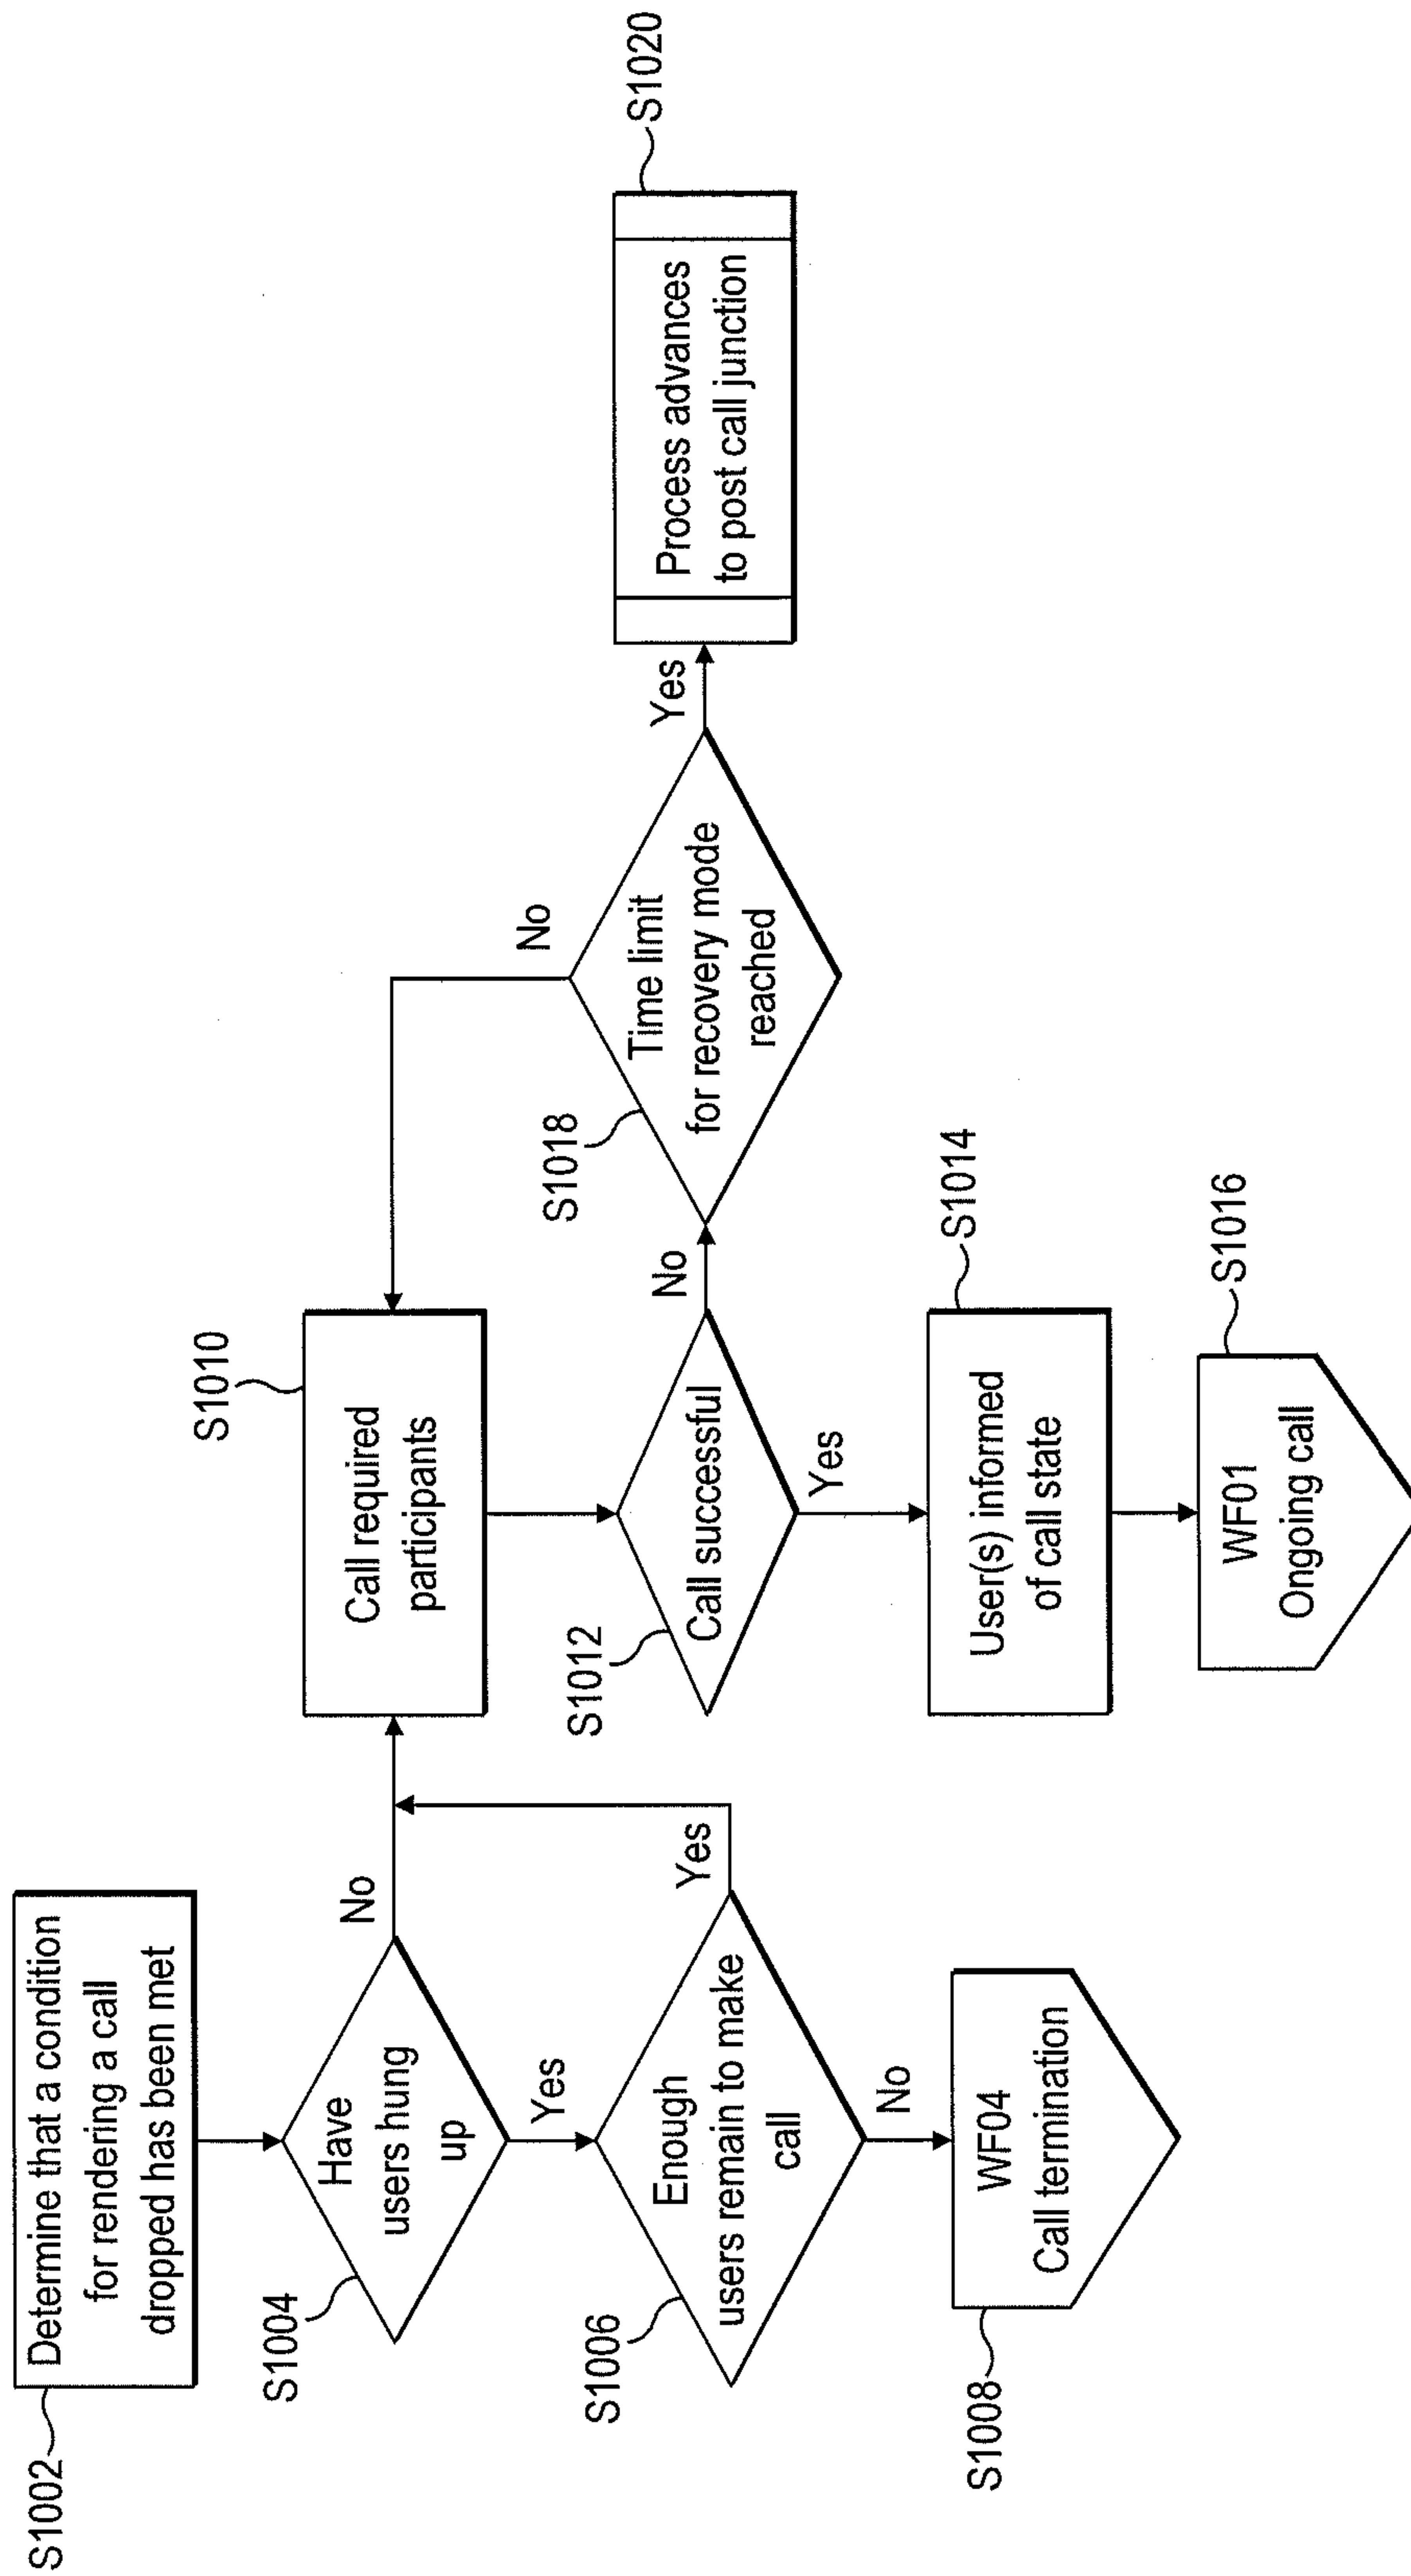 S1002
Determine that a condition
for rendering a call
dropped has been met
S1004
Have
users hung
up
No
Yes
S1006
Enough
users remain to make
call
Yes
No
S1008
WF04
Call termination
S1010
Call required
participants
S1012
Call successful
No
Yes
S1014
User(s) informed
of call state
S1016
WF01
Ongoing call
S1018
Time limit
for recovery mode
reached
No
Yes
S1020
Process advances
to post call junction